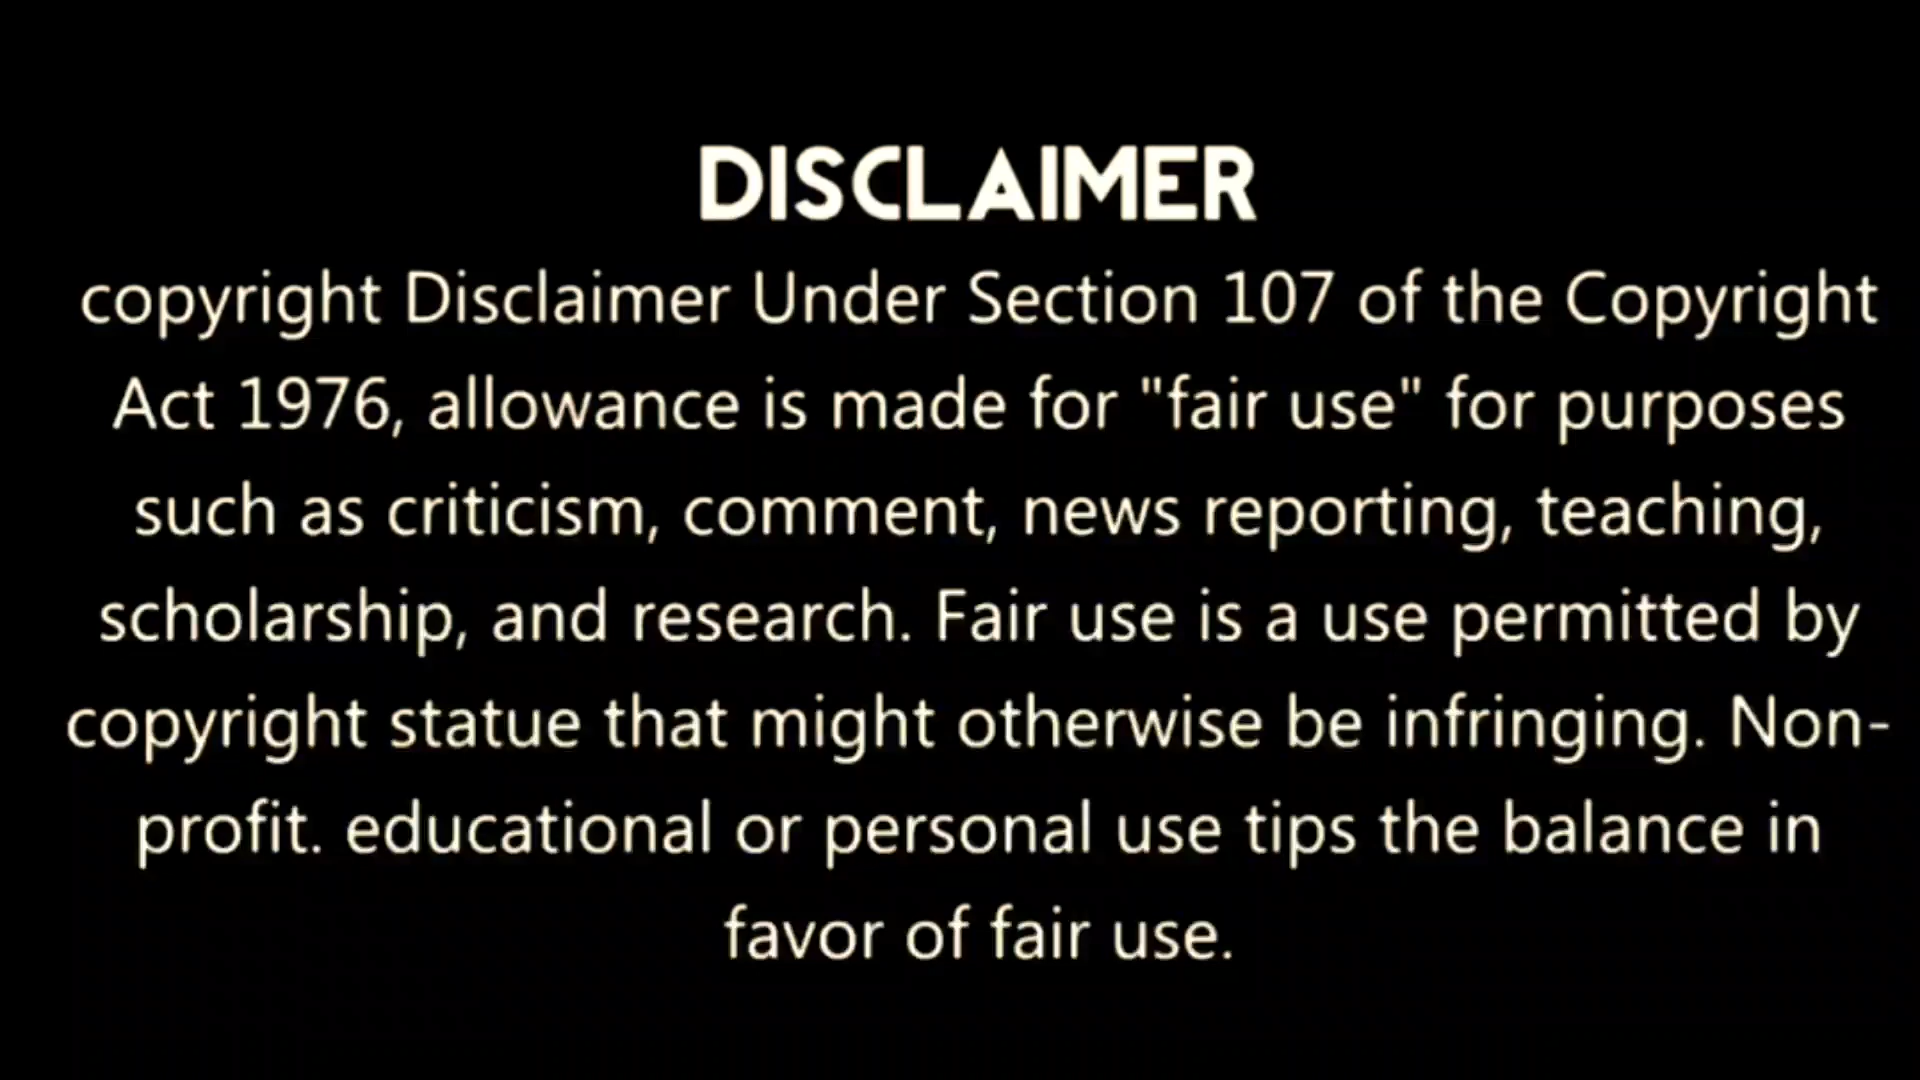 DISCLAIMER
copyright Disclaimer Under Section 107 of the Copyright
Act 1976, allowance is made for "fair use" for purposes
such as criticism, comment, news reporting, teaching,
scholarship, and research. Fair use is a use permitted by
copyright statue that might otherwise be infringing. Non-
profit. educational or personal use tips the balance in
favor of fair use.